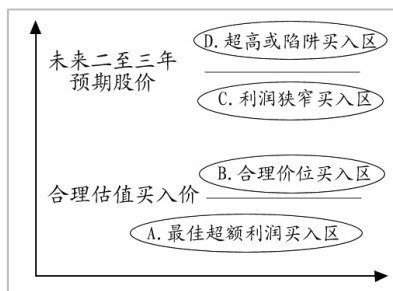 D.超高或陷阱买入区
未来二至三年
预期股价
C.利润狭窄买入区
B.合理价位买入区
合理估值买入价
A.最佳超额利润买入区